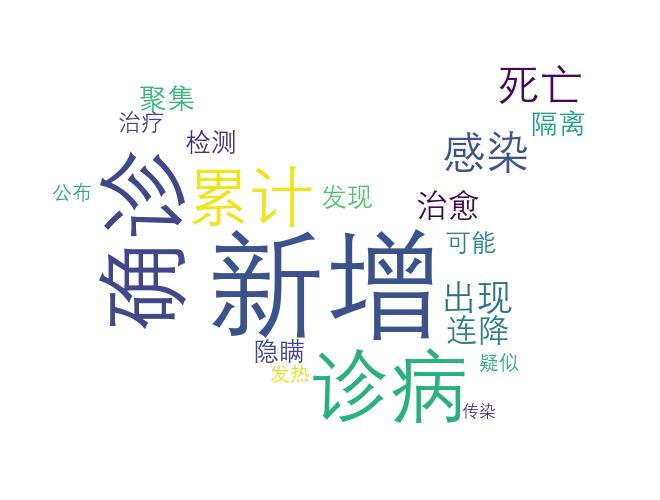 死亡
聚集
隔离
治疗
检测
感染
公布
确诊
累计
发现
治愈
可能
新增
出现
连降
隐瞒
疑似
发热
诊病
传染